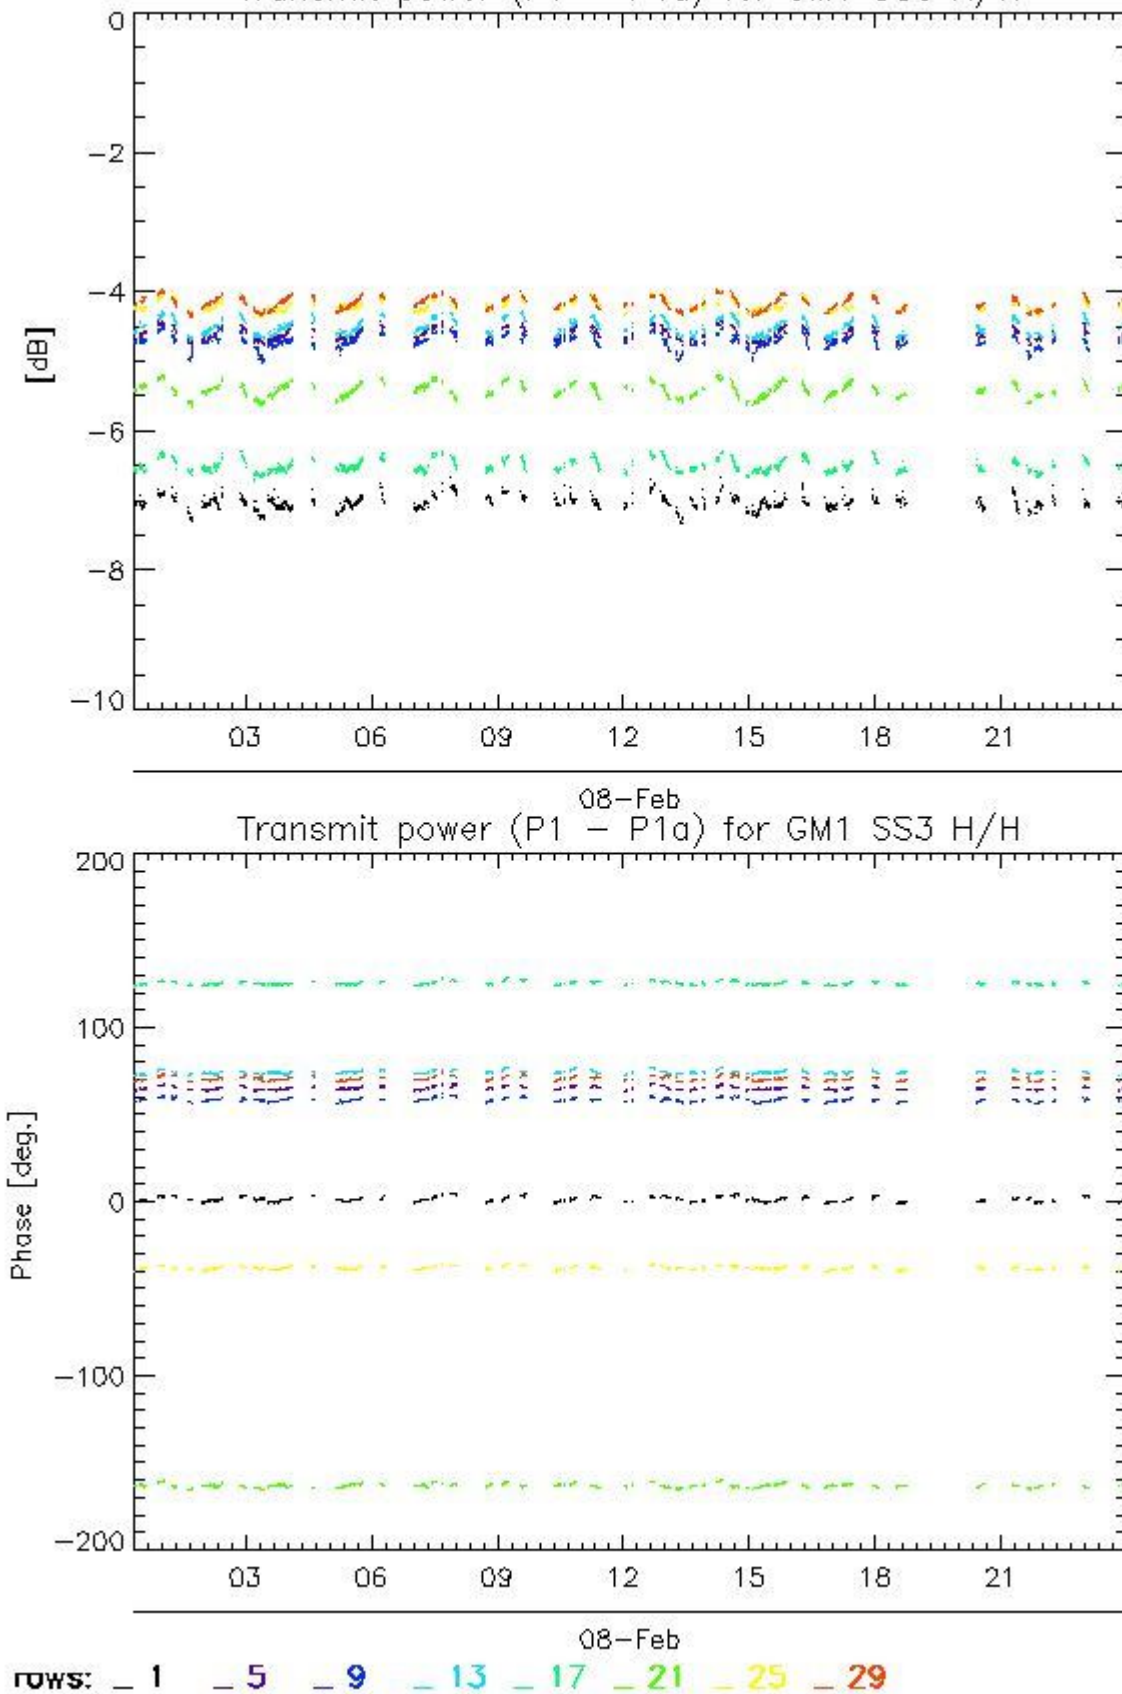 0
−2
−4
[dB]
−6
−8
−10
03 06 09 12 15 18 21
08−Feb
Transmit power (P1 − P1a) for GM1 SS3 H/H
200
100
Phase [deg.]
0
−100
−200
03 06 09 12 15 18 21
08−Feb
rows: _ 1 _ 5 _ 9 _ 13 _ 17 _ 21 _ 25 _ 29